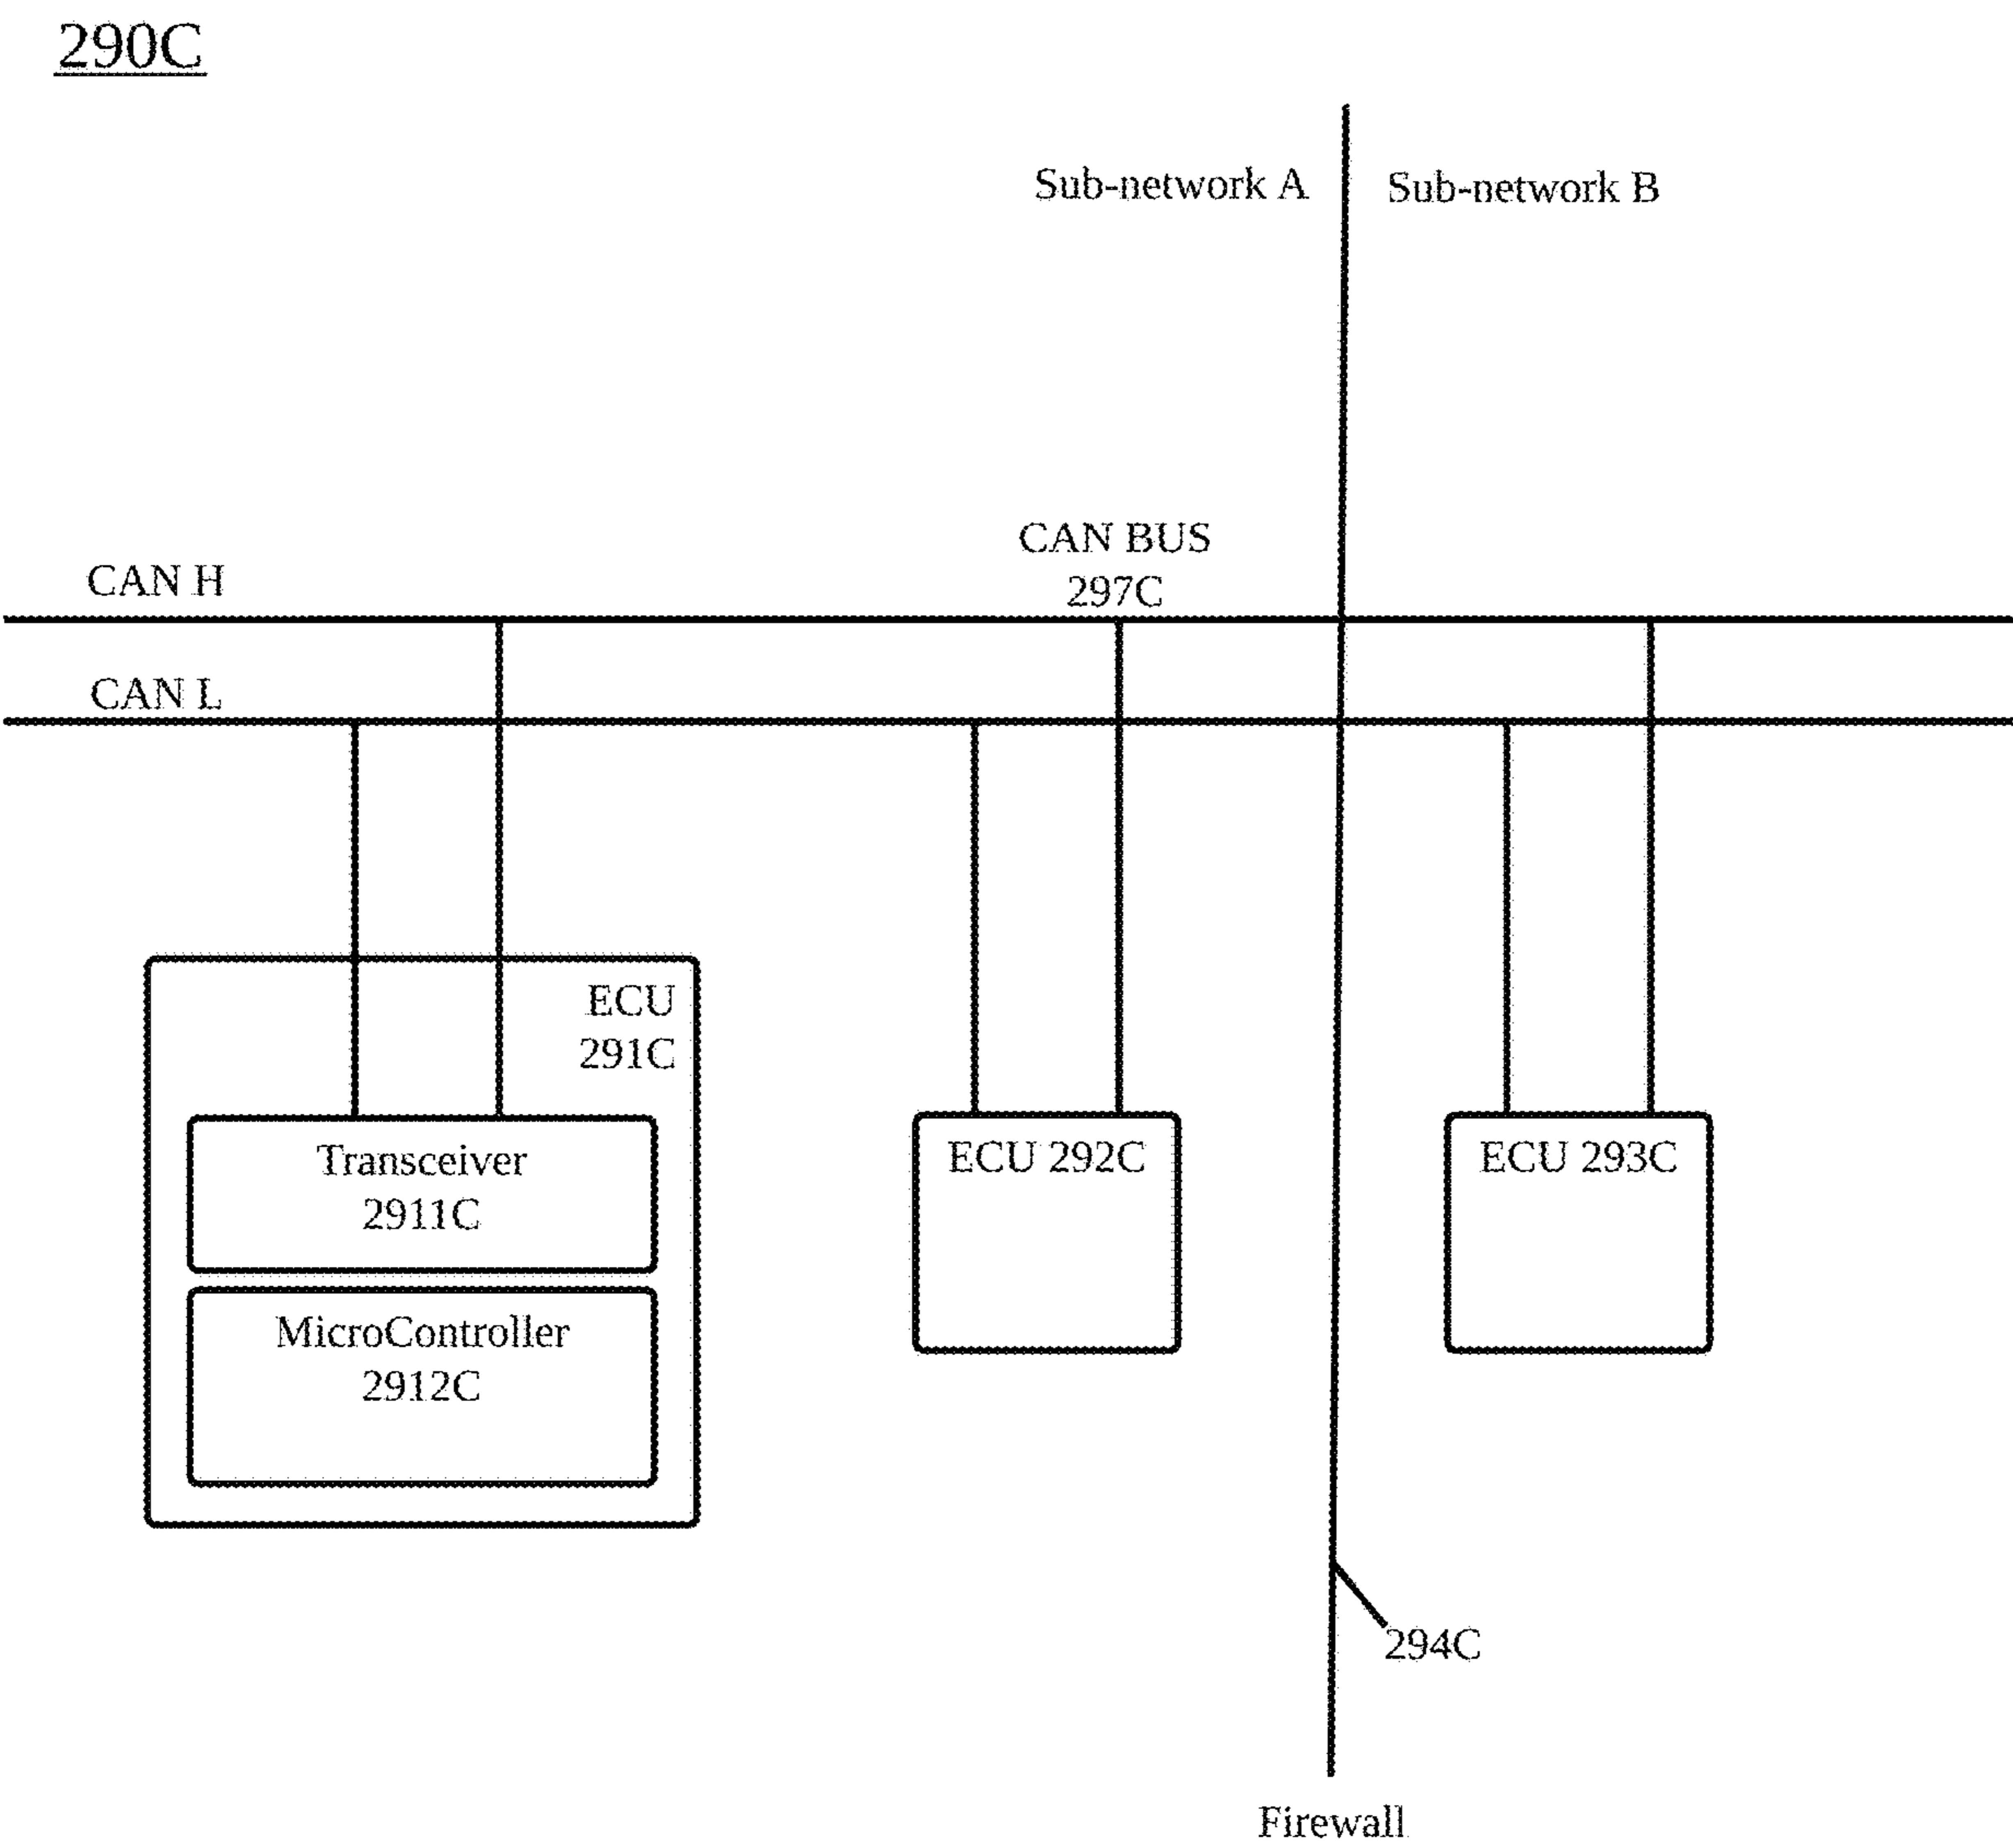 290C
Sub-network A
Sub-network B
CAN BUS
297C
CAN H
CAN L
ECU
291C
Transceiver
2911C
MicroController
2912C
ECU 292C
ECU 293C
294C
Firewall